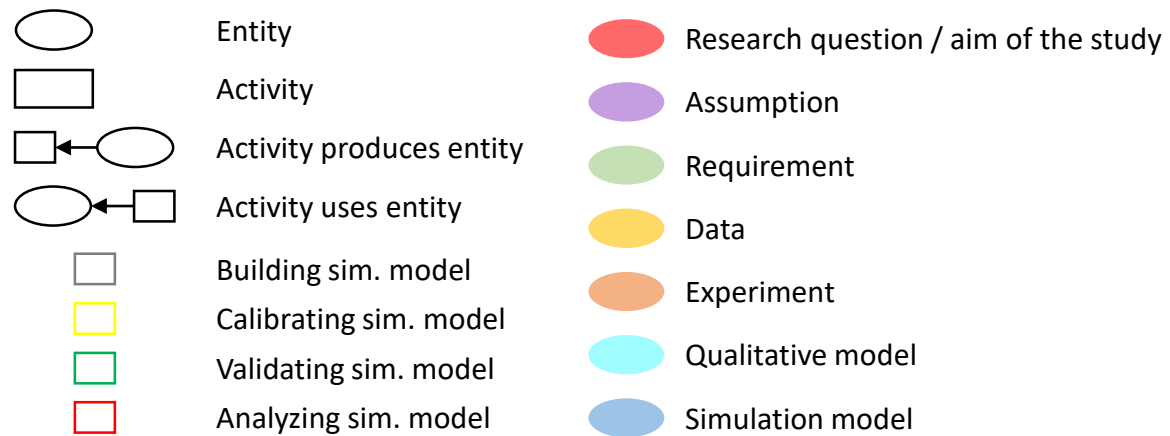 Entity
Activity
Activity produces entity
Activity uses entity
Building sim. model
Calibrating sim. model
Validating sim. model
Analyzing sim. model
Research question / aim of the study
Assumption
Requirement
Data
Experiment
Qualitative model
Simulation model